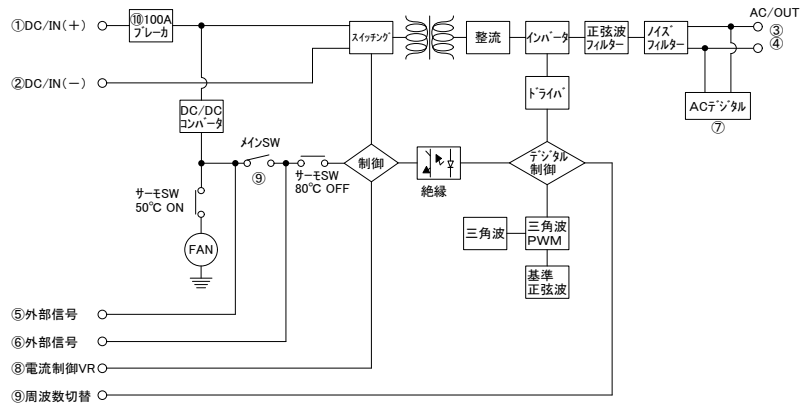 ①DC/IN(+)
⑩100A
ブレーカ
スイッチング
整流
インバータ
正弦波
フィルター
ノイズ
フィルター
AC/OUT
③
④
②DC/IN(−)
DC/DC
コンバータ
ドライバ
ACデジタル
⑦
メインSW
⑨
サーモSW
80℃ OFF
制御
絶縁
デジタル
制御
サーモSW
50℃ ON
FAN
三角波
三角波
PWM
基準
正弦波
⑤外部信号
⑥外部信号
⑧電流制御VR
⑨周波数切替